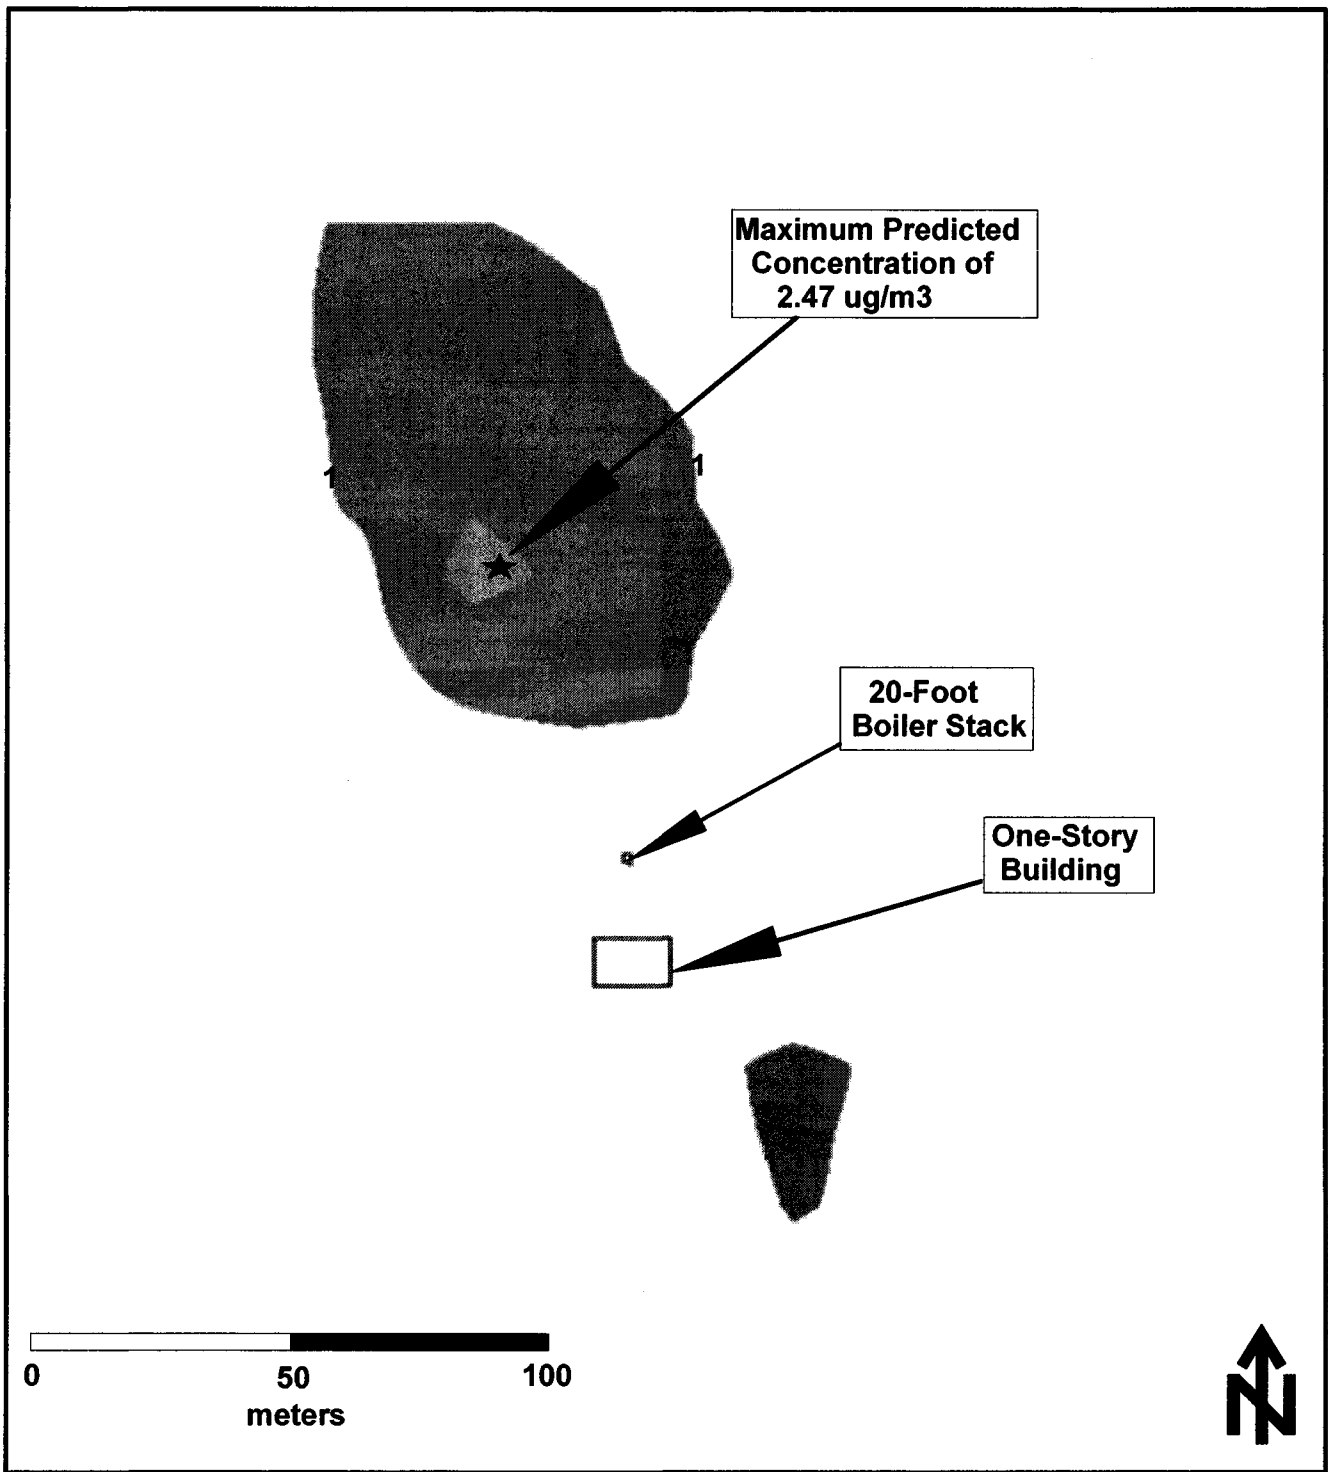 Maximum Predicted
Concentration of
2.47 ug/m3
1
1
20-Foot
Boiler Stack
One-Story
Building
0
50
100
meters
N